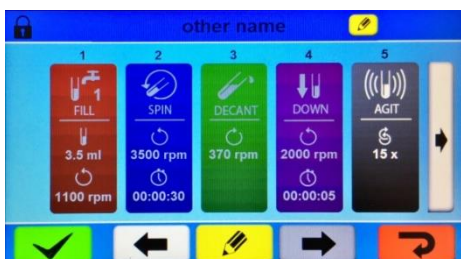 other name
1 2 3 4 5
1
FILL SPIN DECANT DOWN AGIT
3.5 ml 3500 rpm 370 rpm 2000 rpm 15 x
1100 rpm 00:00:30 00:00:05